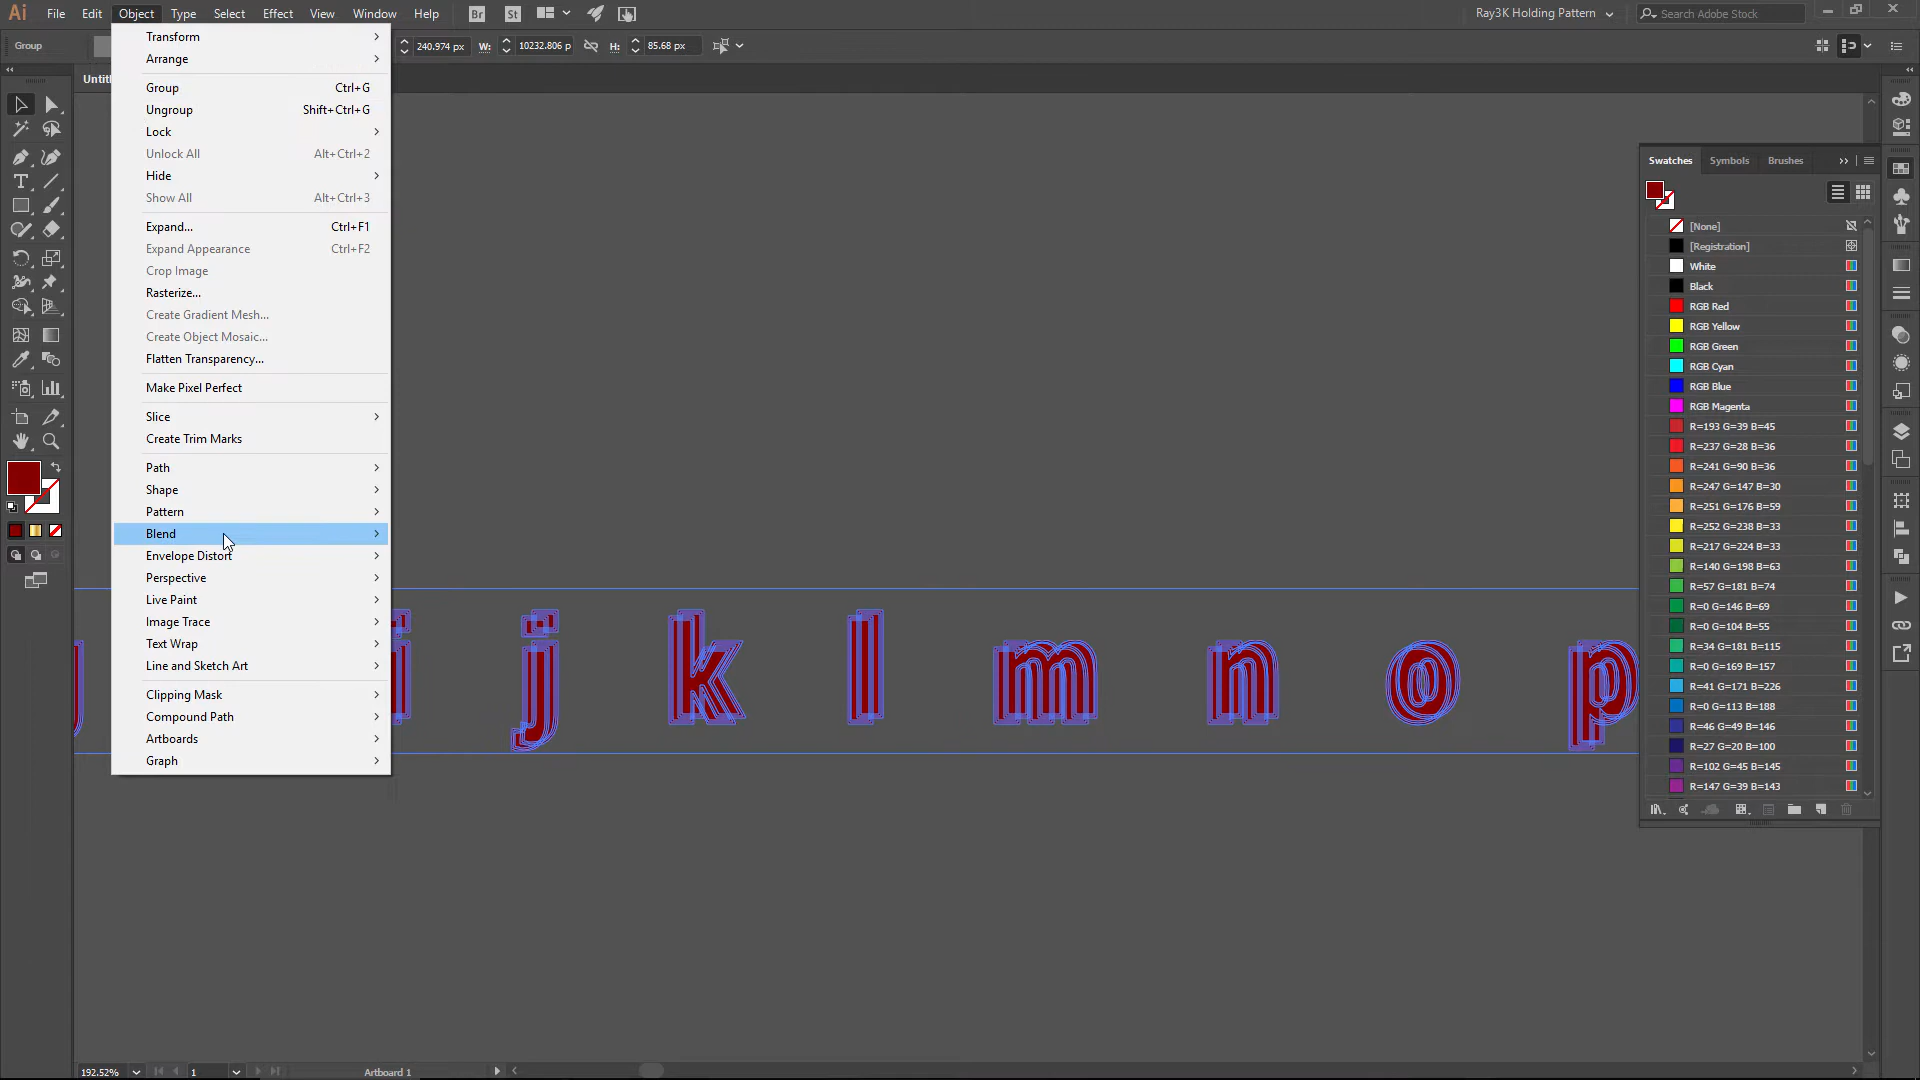 Ai File Edit Object Type Select Effect View Window Help Br St Ray3K Holding Pattern Search Adobe Stock
Group 240.974 px W: 10232.806 p H: 85.68 px
Transform
Arrange
Group Ctrl+G
Ungroup Shift+Ctrl+G
Lock
Unlock All Alt+Ctrl+2
Hide
Show All Alt+Ctrl+3
Expand... Ctrl+F1
Expand Appearance Ctrl+F2
Crop Image
Rasterize...
Create Gradient Mesh...
Create Object Mosaic...
Flatten Transparency...
Make Pixel Perfect
Slice
Create Trim Marks
Path
Shape
Pattern
Blend
Envelope Distort
Perspective
Live Paint
Image Trace
Text Wrap
Line and Sketch Art
Clipping Mask
Compound Path
Artboards
Graph
i j k l m n o p
Swatches Symbols Brushes
[None]
[Registration]
White
Black
RGB Red
RGB Yellow
RGB Green
RGB Cyan
RGB Blue
RGB Magenta
R=193 G=39 B=45
R=237 G=28 B=36
R=241 G=90 B=36
R=247 G=147 B=30
R=251 G=176 B=59
R=252 G=238 B=33
R=217 G=224 B=33
R=140 G=198 B=63
R=57 G=181 B=74
R=0 G=146 B=69
R=0 G=104 B=55
R=34 G=181 B=115
R=0 G=169 B=157
R=41 G=171 B=226
R=0 G=113 B=188
R=46 G=49 B=146
R=27 G=20 B=100
R=102 G=45 B=145
R=147 G=39 B=143
192.52% 1 Artboard 1